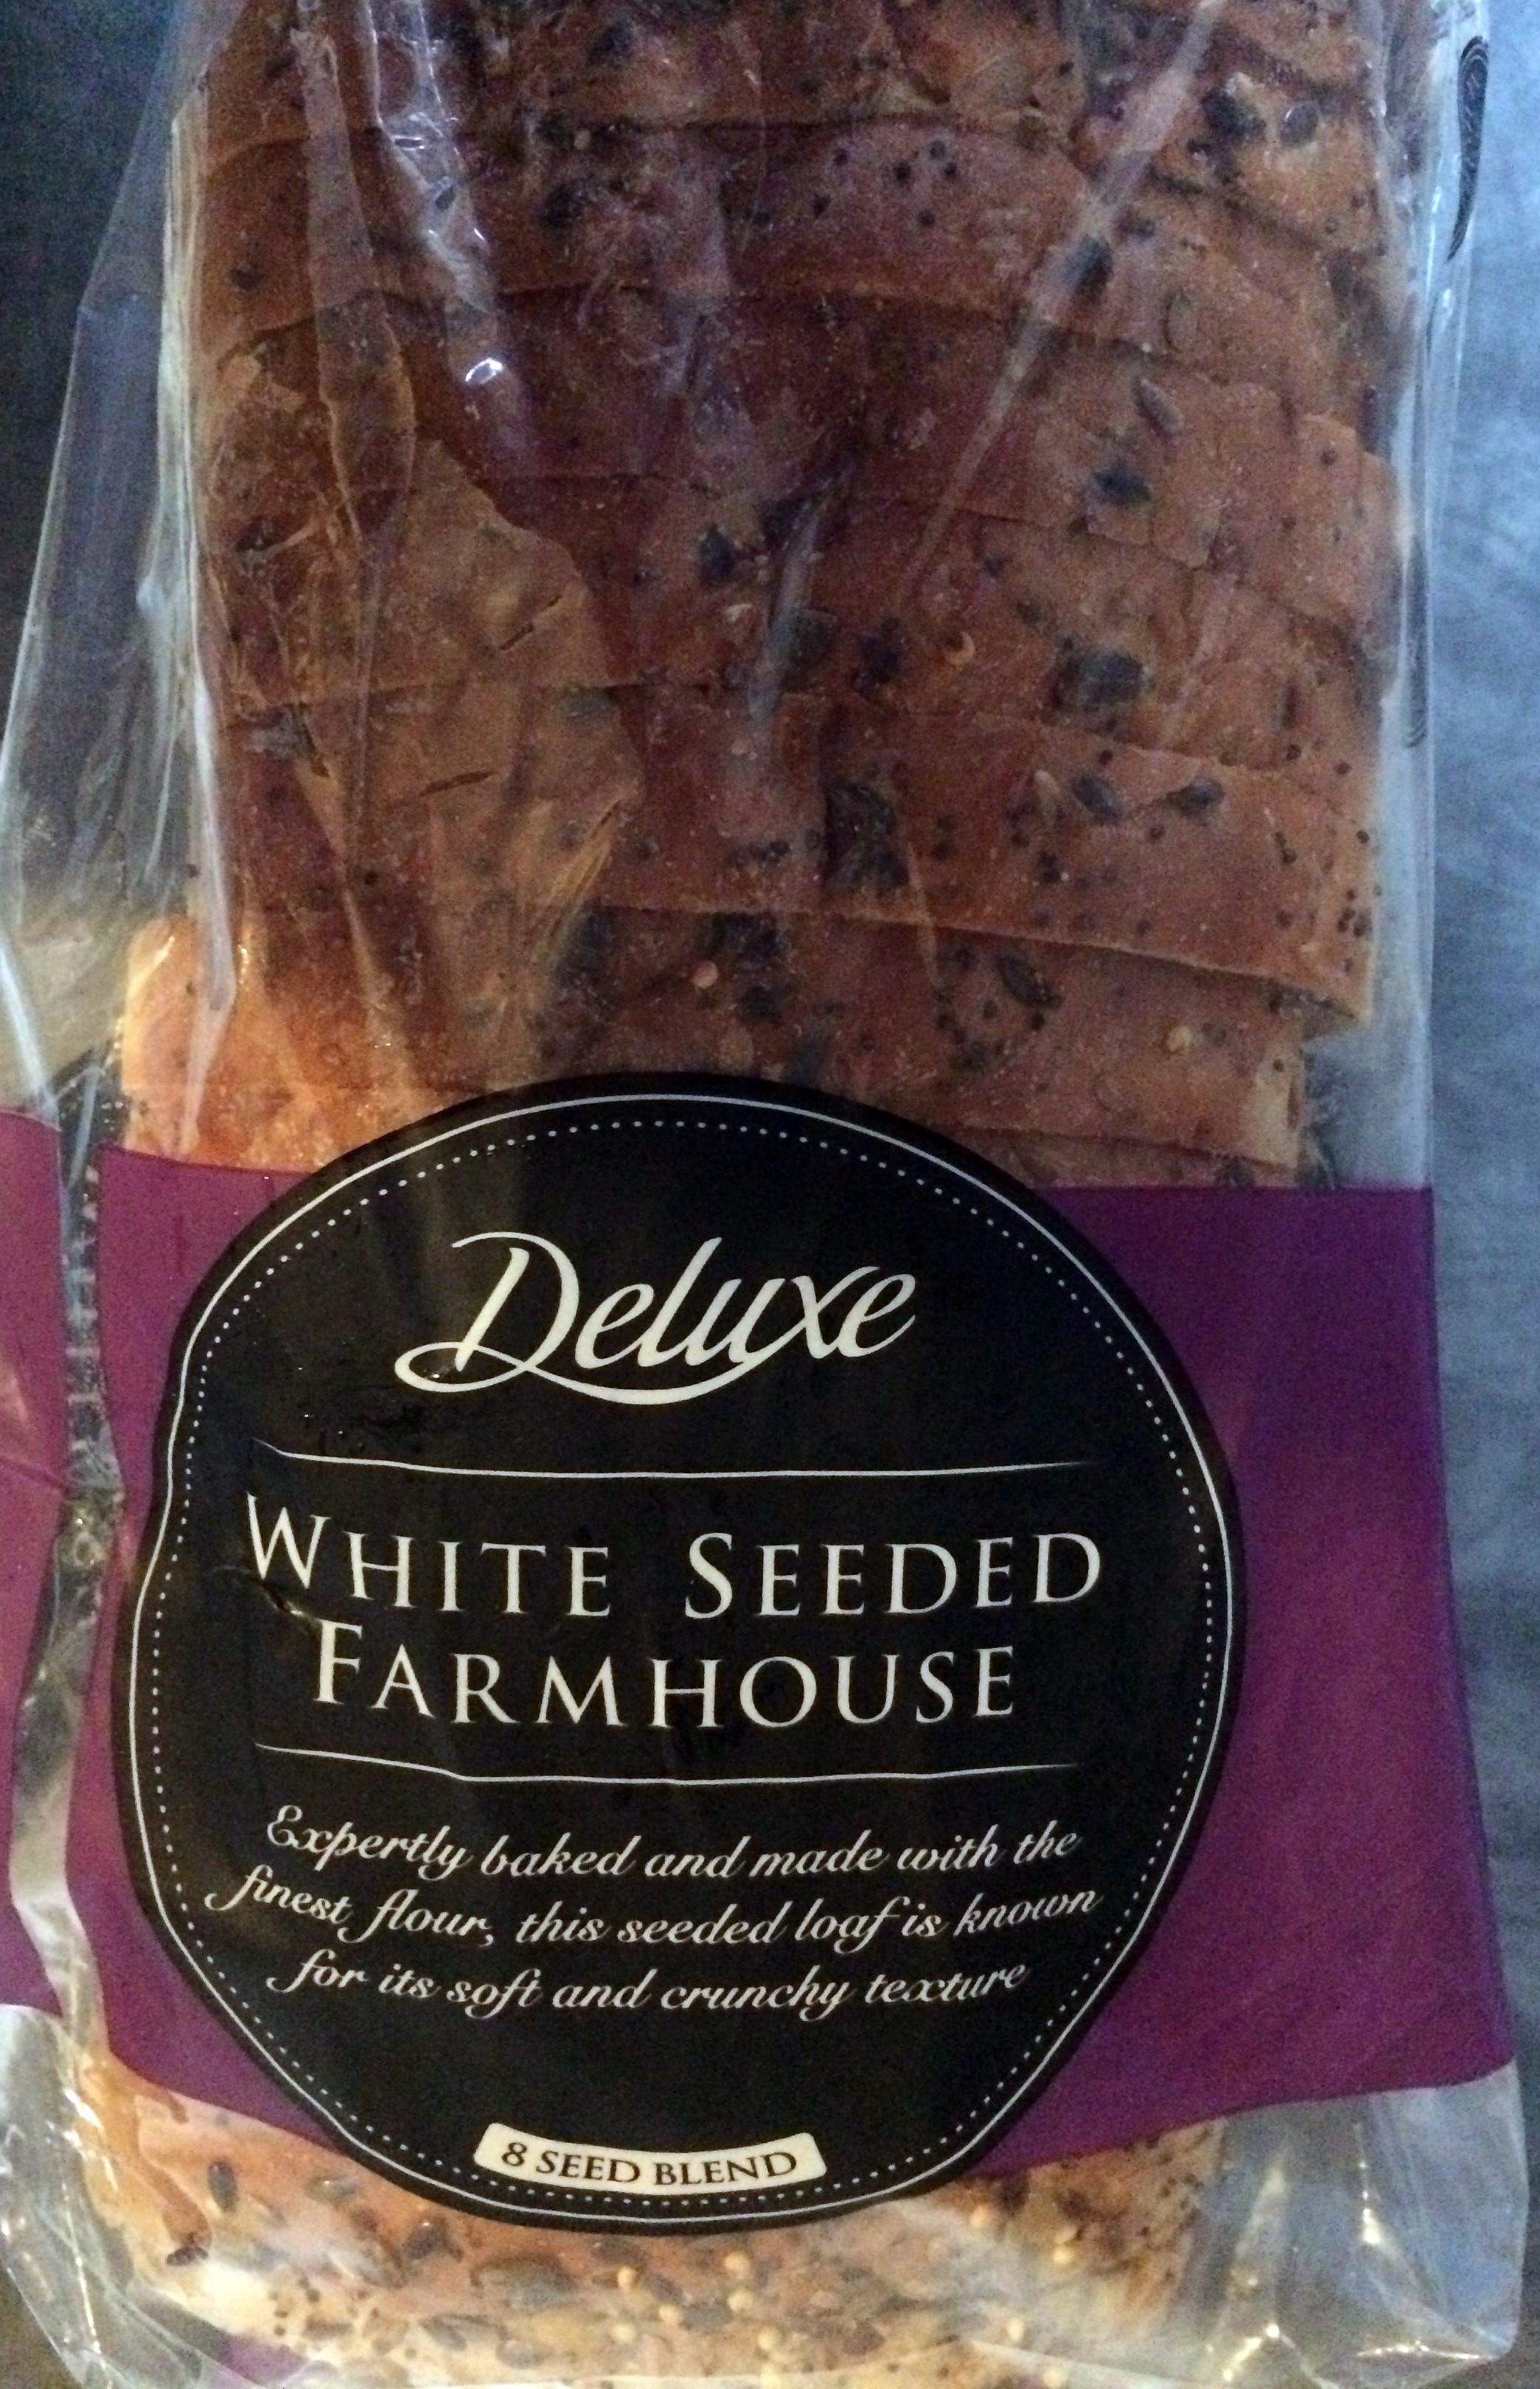 Deluxe
WHITE SEEDED
FARMHOUSE
Expertly baked and made with the
finest flour, this seeded loaf is known
for its soft and crunchy texture
8 SEED BLEND